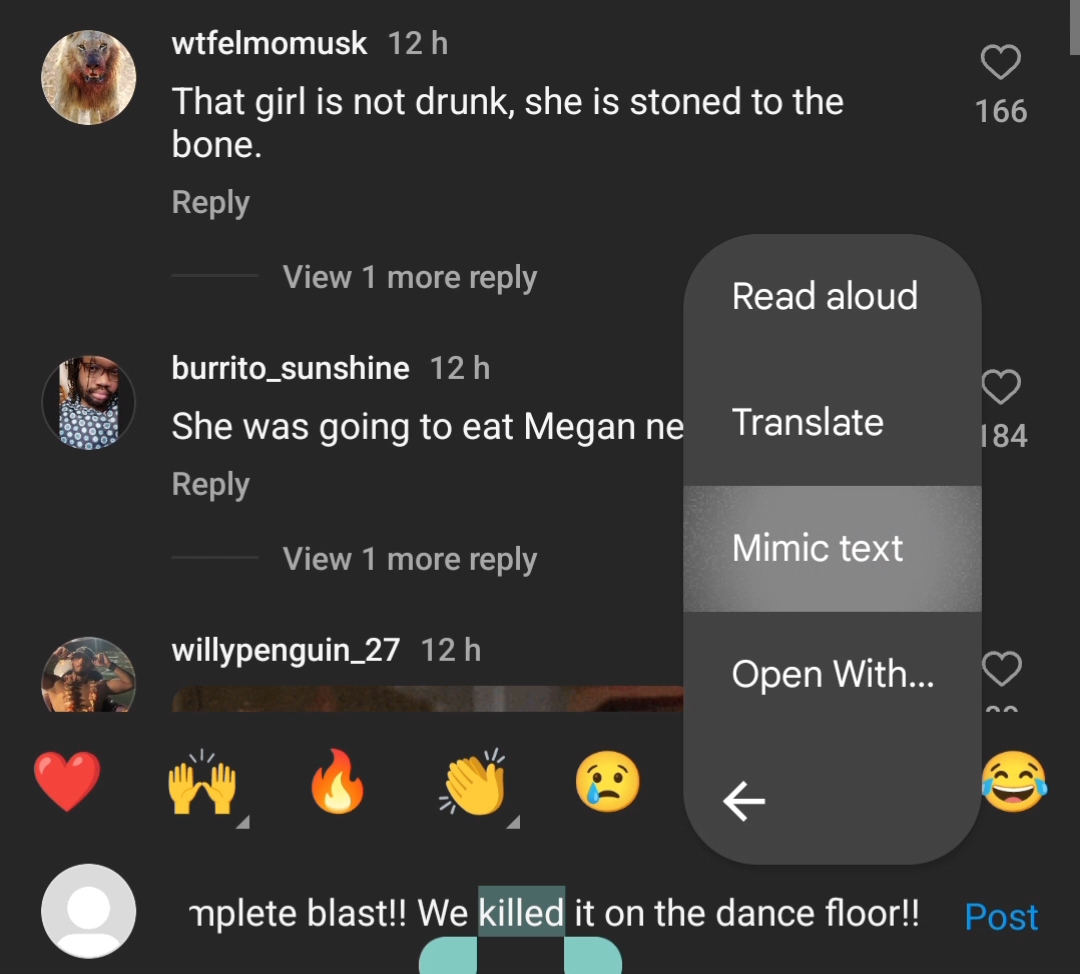 wtfelmomusk 12 h
That girl is not drunk, she is stoned to the
bone.
166
Reply
View 1 more reply
burrito_sunshine 12 h
She was going to eat Megan
184
Reply
View 1 more reply
willypenguin_27 12 h
Read aloud
Translate
Mimic text
Open With...
blast!! We killed it on the dance floor!!
Post